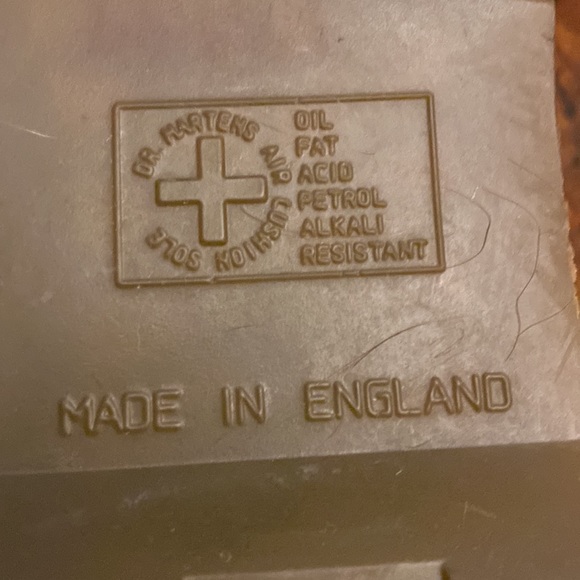 DR. MARTENS AIR CUSHION SOLE
OIL
FAT
ACID
PETROL
ALKALI
RESISTANT
MADE IN ENGLAND